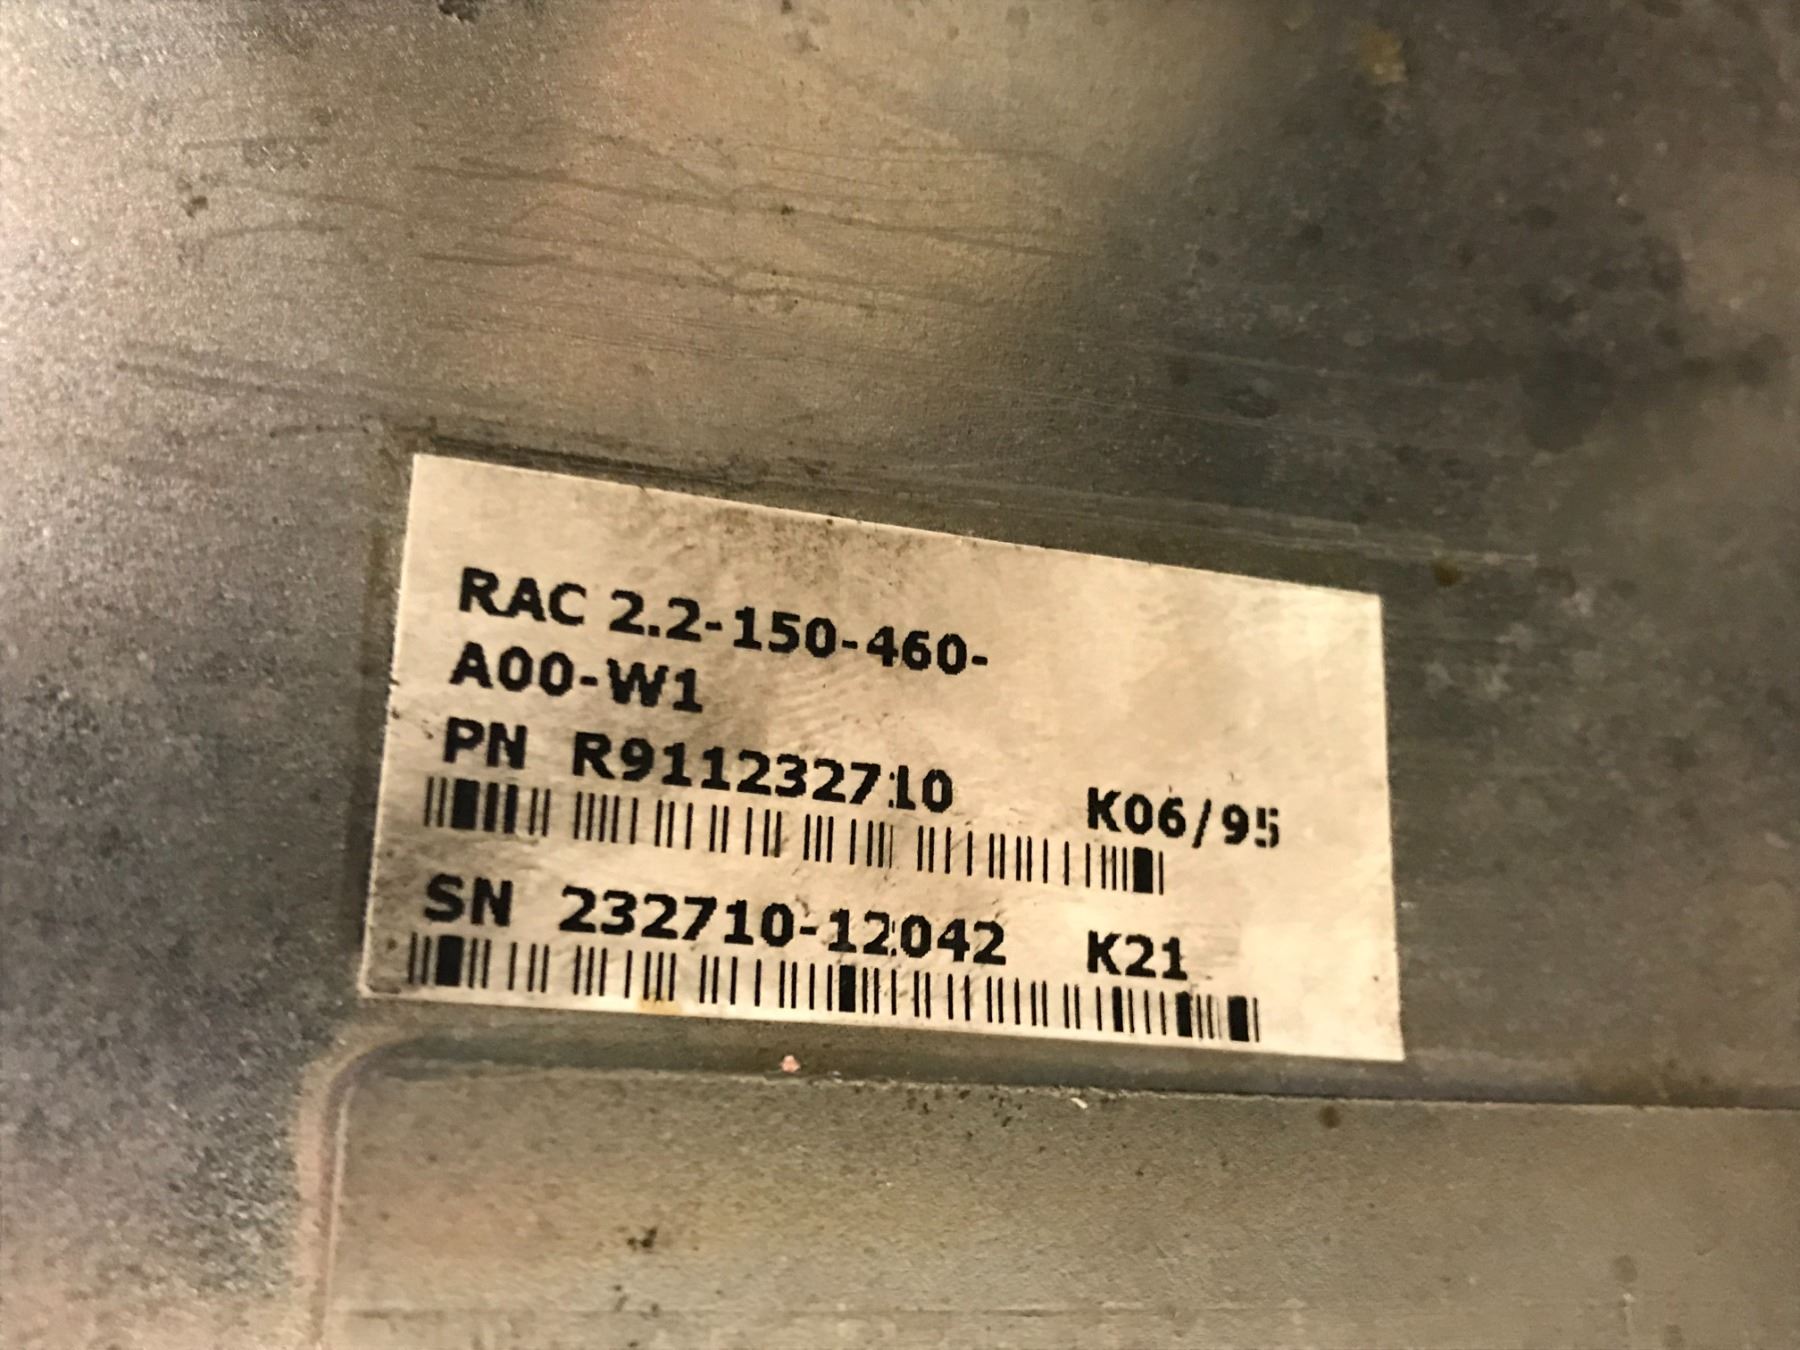 RAC 2.2-150-460-
A00-W1
PN R911232710 K06/95
SN 232710-12042 K21